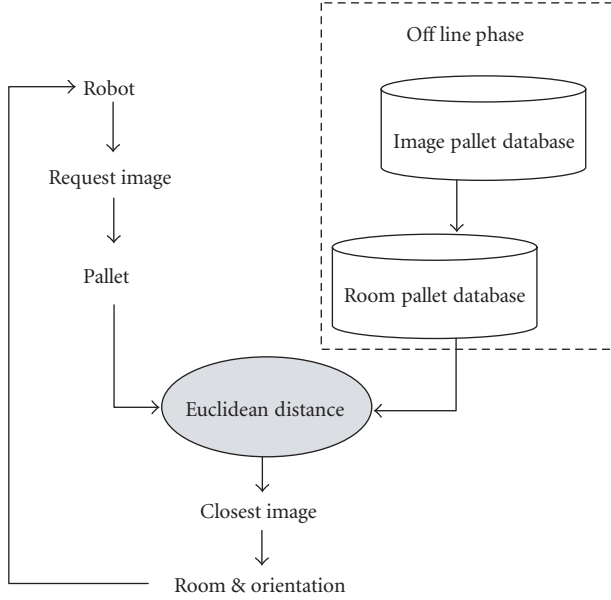 Off line phase
Robot
Image pallet database
Request image
Pallet
Room pallet database
Euclidean distance
Closest image
Room & orientation